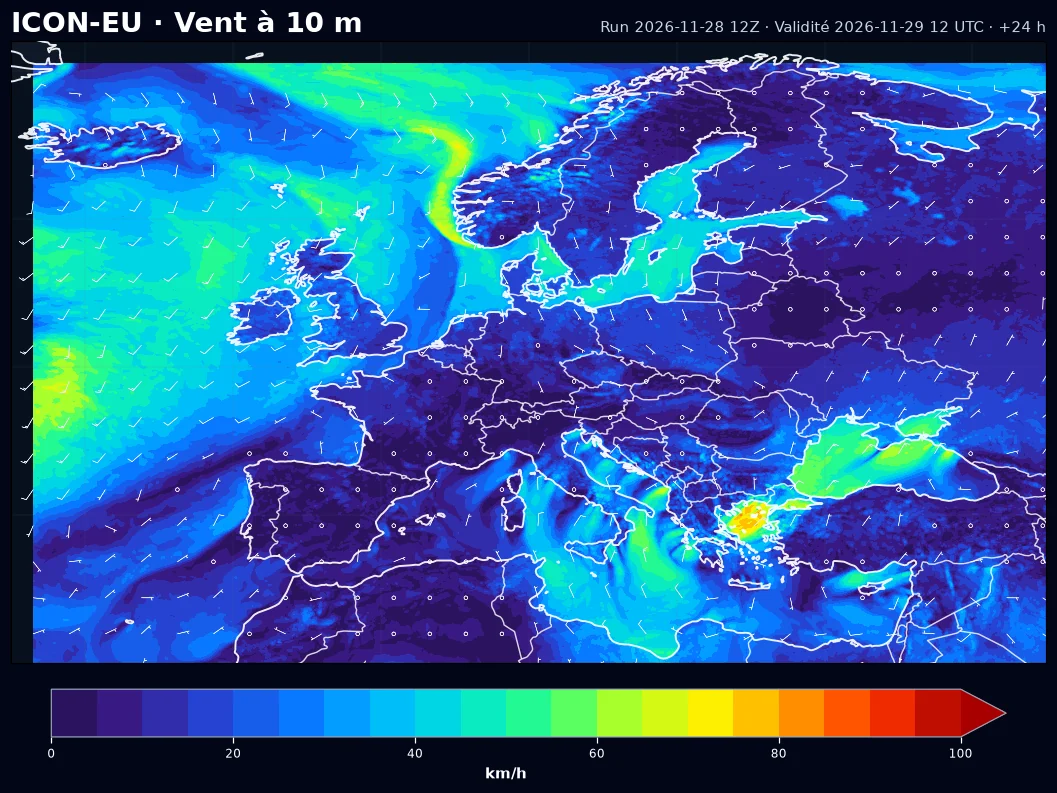 ICON-EU · Vent à 10 m
Run 2026-11-28 12Z · Validité 2026-11-29 12 UTC · +24 h
0 20 40 60 80 100
km/h